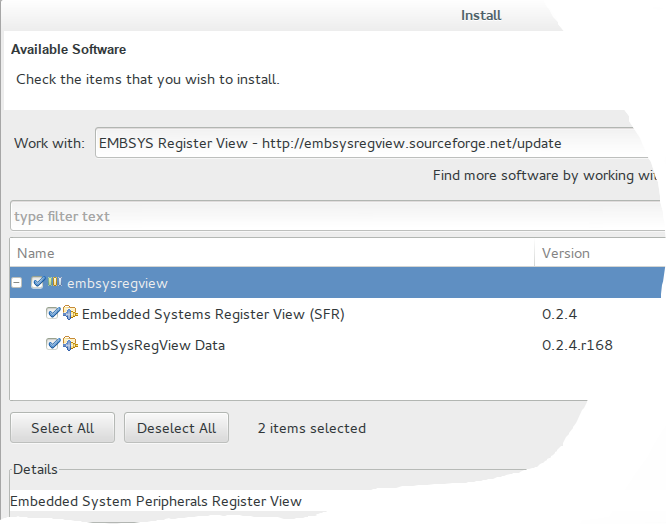 Install
Available Software
Check the items that you wish to install.
Work with: EMBSYS Register View - http://embsysregview.sourceforge.net/update
Find more software by working
type filter text
Name Version
embsysregview
Embedded Systems Register View (SFR) 0.2.4
EmbSysRegView Data 0.2.4.r168
Select All Deselect All 2 items selected
Details
Embedded System Peripherals Register View